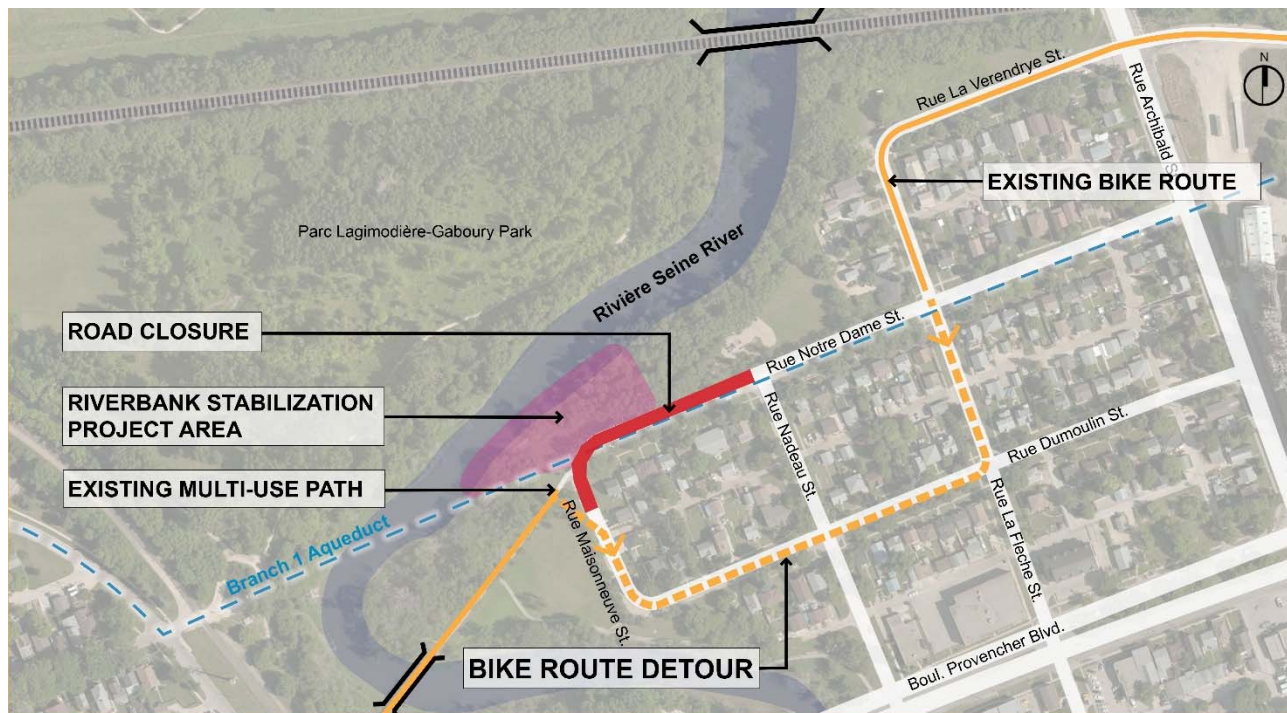 Rue La Verendrye St.
N
Rue Archibald St.
EXISTING BIKE ROUTE
Parc Lagimodière-Gaboury Park
Rivière Seine River
ROAD CLOSURE
Rue Notre Dame St.
RIVERBANK STABILIZATION
PROJECT AREA
Rue Nadeau St.
Rue Dumoulin St.
EXISTING MULTI-USE PATH
Rue La Fleche St.
Branch 1 Aqueduct
Rue Maisonneuve St.
BIKE ROUTE DETOUR
Boul. Provencher Blvd.